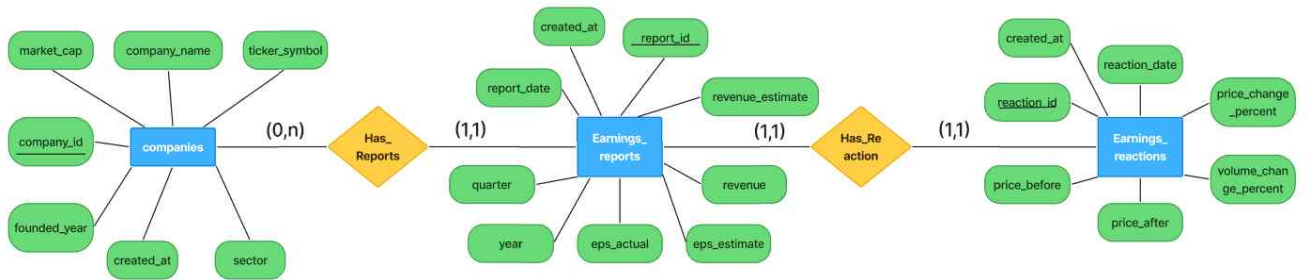 market_cap
company_name
ticker_symbol
company_id
companies
founded_year
created_at
sector
(0,n)
Has_
Reports
(1,1)
created_at
report_id
report_date
revenue_estimate
Earnings_
reports
quarter
revenue
year
eps_actual
eps_estimate
(1,1)
Has_Re
action
(1,1)
created_at
reaction_date
reaction_id
price_change
_percent
Earnings_
reactions
price_before
volume_chan
ge_percent
price_after